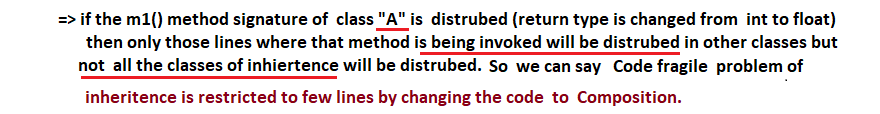 => if the m1() method signature of class "A" is distrubed (return type is changed from int to float)
then only those lines where that method is being invoked will be distrubed in other classes but
not all the classes of inhiertence will be distrubed. So we can say Code fragile problem of
inheritence is restricted to few lines by changing the code to Composition.